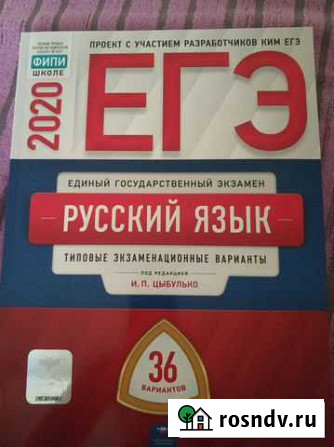 ПРОЕКТ С УЧАСТИЕМ РАЗРАБОТЧИКОВ КИМ ЕГЭ
ФИПИ
ШКОЛЕ
2020
ЕГЭ
ЕДИНЫЙ ГОСУДАРСТВЕННЫЙ ЭКЗАМЕН
РУССКИЙ ЯЗЫК
ТИПОВЫЕ ЭКЗАМЕНАЦИОННЫЕ ВАРИАНТЫ
ПОД РЕДАКЦИЕЙ
И. П. ЦЫБУЛЬКО
36
ВАРИАНТОВ
rosndv.ru